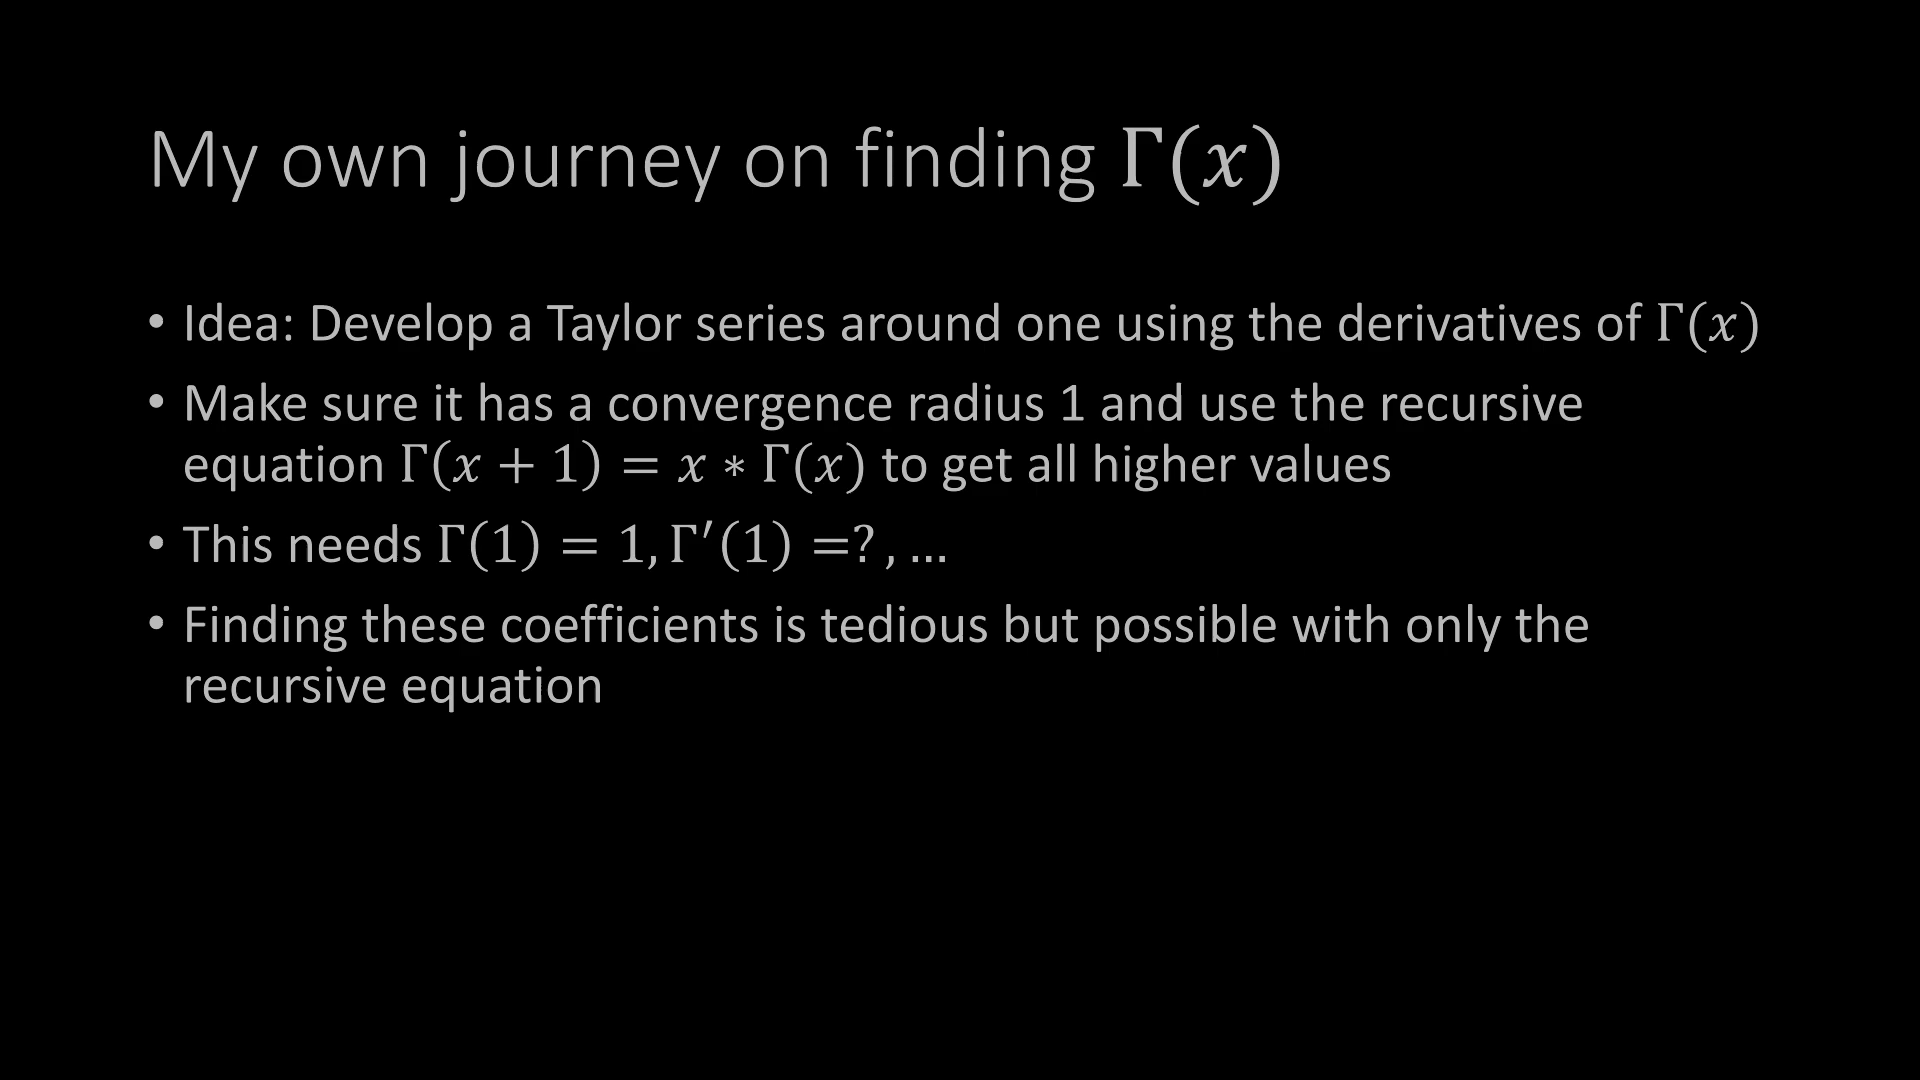 My own journey on finding Γ(𝑥)
• Idea: Develop a Taylor series around one using the derivatives of Γ(𝑥)
• Make sure it has a convergence radius 1 and use the recursive
equation Γ(𝑥 + 1) = 𝑥 ∗ Γ(𝑥) to get all higher values
• This needs Γ(1) = 1, Γ′(1) =? , …
• Finding these coefficients is tedious but possible with only the
recursive equation